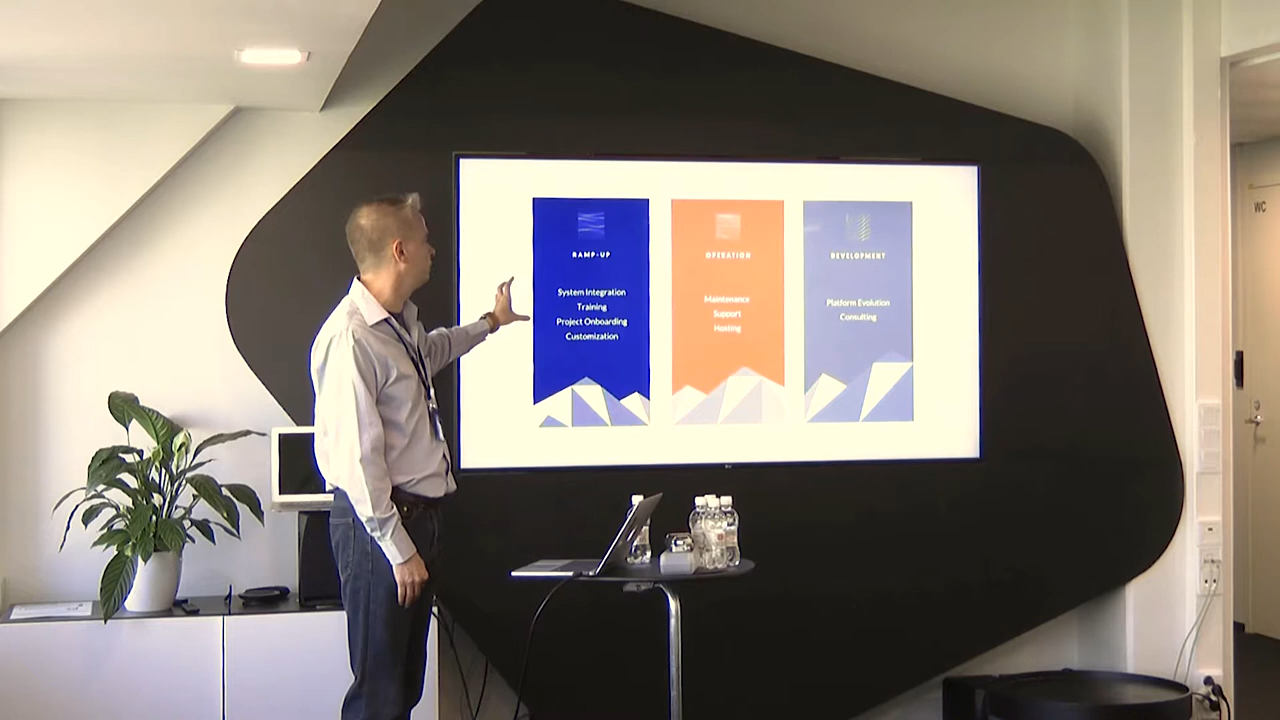 RAMP-UP
System Integration
Training
Project Onboarding
Customization
OPERATION
Maintenance
Support
Hosting
DEVELOPMENT
Platform Evolution
Consulting
WC